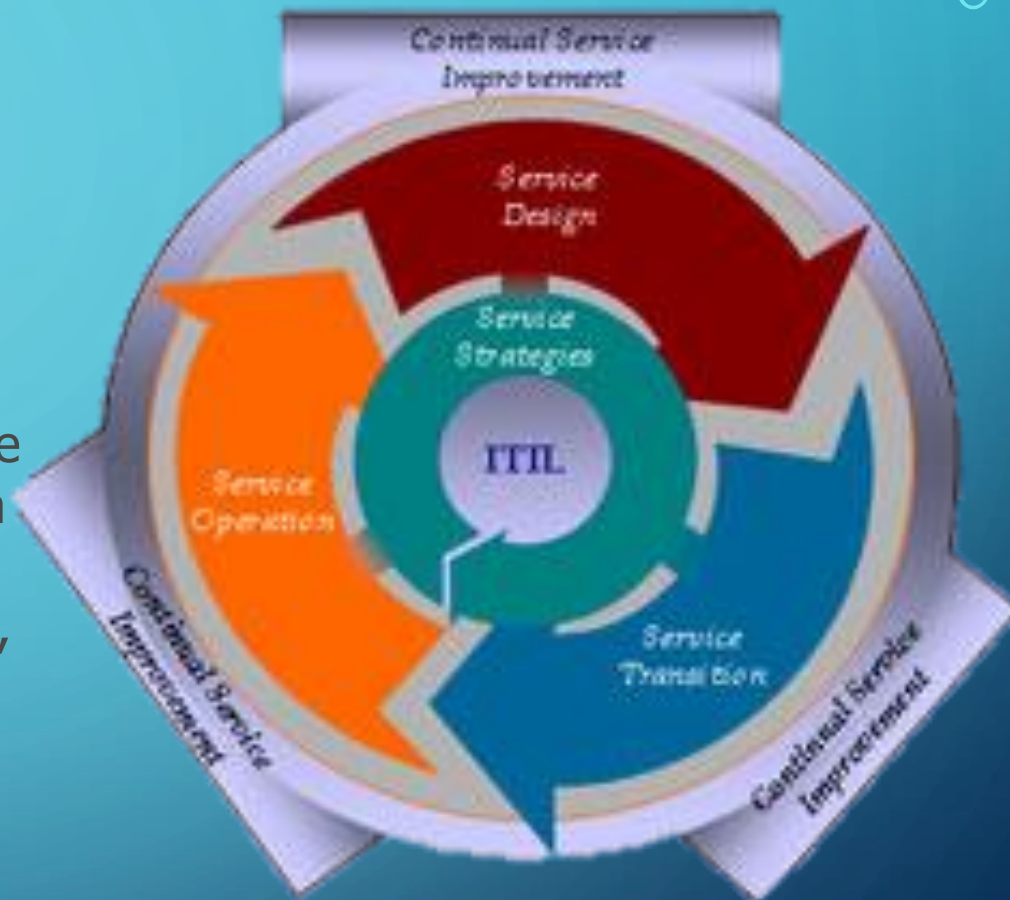 Continual Service
Improvement
Service
Design
Service
Strategies
ITIL
Service
Operation
Service
Transition
Continual Service
Improvement
Continual Service
Improvement